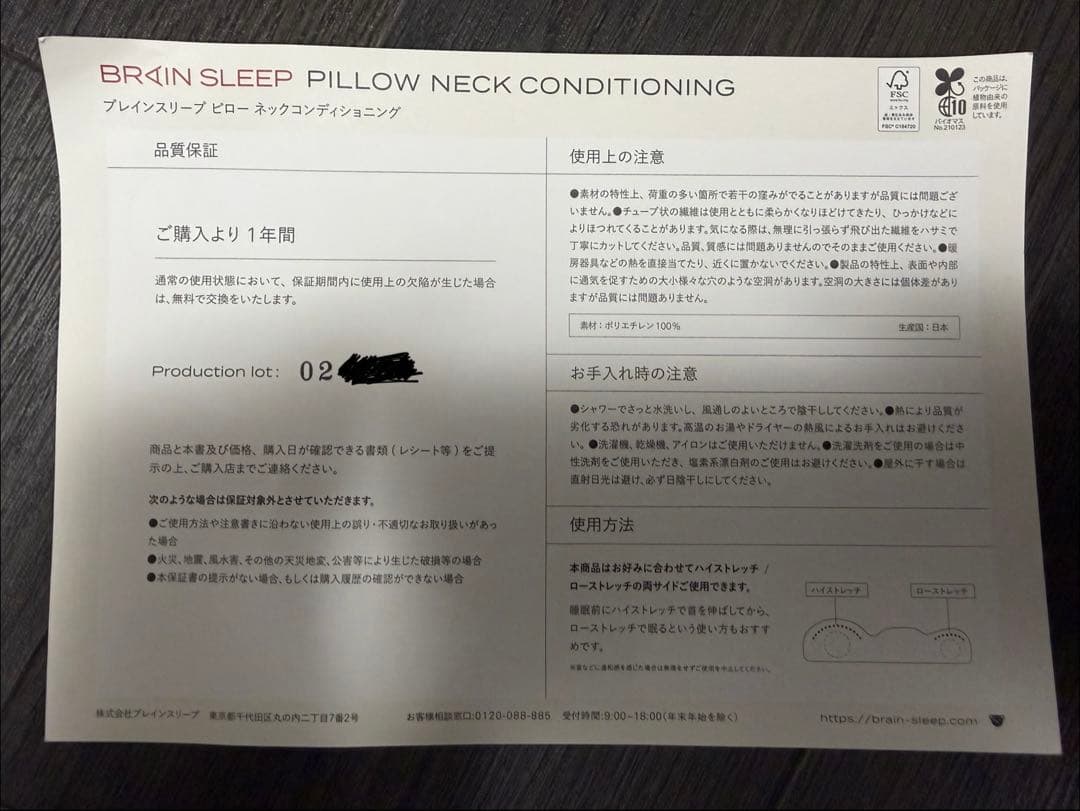 BRAIN SLEEP PILLOW NECK CONDITIONING
ブレインスリープ ピロー ネックコンディショニング
FSC
www.fsc.org
ミックス
FSC® C184720
10
バイオマス
No.210123
この商品は、
パッケージに
植物由来の
原料を使用
しています。
品質保証
ご購入より1年間
通常の使用状態において、保証期間内に使用上の欠陥が生じた場合
は、無料で交換をいたします。
Production lot: 02
商品と本書及び価格、購入日が確認できる書類(レシート等)をご提
示の上、ご購入店までご連絡ください。
次のような場合は保証対象外とさせていただきます。
●ご使用方法や注意書きに沿わない使用上の誤り・不適切なお取り扱いがあっ
た場合
●火災、地震、風水害、その他の天災地変、公害等により生じた破損等の場合
●本保証書の提示がない場合、もしくは購入履歴の確認ができない場合
使用上の注意
●素材の特性上、荷重の多い箇所で若干の窪みがでることがありますが品質には問題ござ
いません。●チューブ状の繊維は使用とともに柔らかくなりほどけてきたり、ひっかけなどに
よりほつれてくることがあります。気になる際は、無理に引っ張らず飛び出た繊維をハサミで
丁寧にカットしてください。品質、質感には問題ありませんのでそのままご使用ください。●暖
房器具などの熱を直接当てたり、近くに置かないでください。●製品の特性上、表面や内部
に通気を促すための大小様々な穴のような空洞があります。空洞の大きさには個体差があり
ますが品質には問題ありません。
素材:ポリエチレン100% 生産国:日本
お手入れ時の注意
●シャワーでさっと水洗いし、風通しのよいところで陰干ししてください。●熱により品質が
劣化する恐れがあります。高温のお湯やドライヤーの熱風によるお手入れはお避けくださ
い。●洗濯機、乾燥機、アイロンはご使用いただけません。●洗濯洗剤をご使用の場合は中
性洗剤をご使用いただき、塩素系漂白剤のご使用はお避けください。●屋外に干す場合は
直射日光は避け、必ず日陰干しにしてください。
使用方法
本商品はお好みに合わせてハイストレッチ/
ローストレッチの両サイドご使用できます。
睡眠前にハイストレッチで首を伸ばしてから、
ローストレッチで眠るという使い方もおすす
めです。
※首などに違和感を感じた場合は無理をせずご使用を中止してください。
ハイストレッチ
ローストレッチ
株式会社ブレインスリープ 東京都千代田区丸の内二丁目7番2号 お客様相談窓口:0120-088-885 受付時間:9:00~18:00(年末年始を除く) https://brain-sleep.com